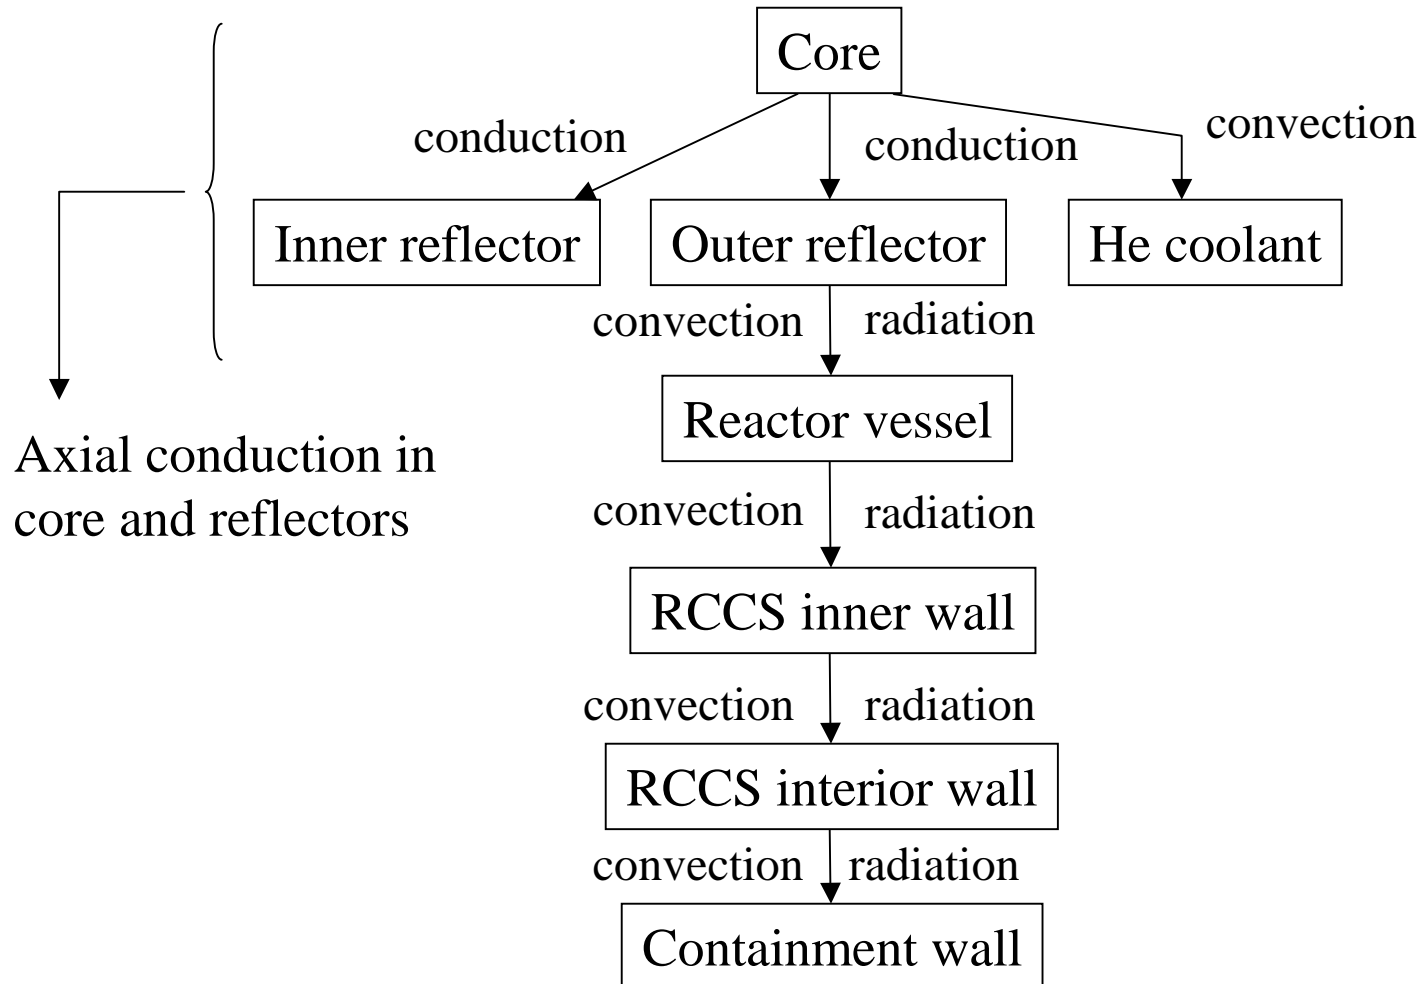 Core
conduction
conduction
convection
Inner reflector
Outer reflector
He coolant
convection
radiation
Reactor vessel
Axial conduction in
core and reflectors
convection
radiation
RCCS inner wall
convection
radiation
RCCS interior wall
convection
radiation
Containment wall